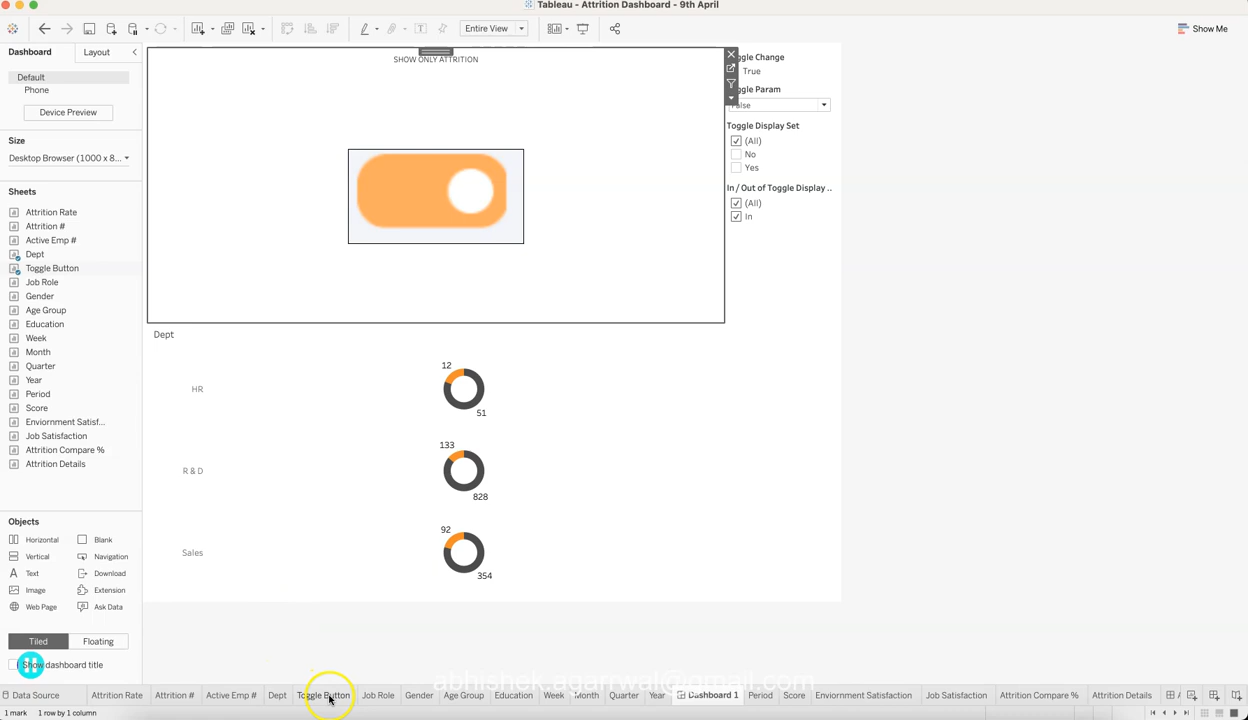 Tableau - Attrition Dashboard - 9th April
Entire View
Show Me
Dashboard
Layout
Default
Phone
Device Preview
Size
Desktop Browser (1000 x 8...
Sheets
Attrition Rate
Attrition #
Active Emp #
Dept
Toggle Button
Job Role
Gender
Age Group
Education
Week
Month
Quarter
Year
Period
Score
Enviornment Satisf...
Job Satisfaction
Attrition Compare %
Attrition Details
Objects
Horizontal
Blank
Vertical
Navigation
Text
Download
Image
Extension
Web Page
Ask Data
Tiled
Floating
Show dashboard title
SHOW ONLY ATTRITION
Dept
HR
12
51
R & D
133
828
Sales
92
354
Change
True
Param
Toggle Display Set
(All)
No
Yes
In / Out of Toggle Display ..
(All)
In
abhishek.agarrwal@gmail.com
Data Source
Attrition Rate
Attrition #
Active Emp #
Dept
Toggle Button
Job Role
Gender
Age Group
Education
Week
Month
Quarter
Year
Dashboard 1
Period
Score
Enviornment Satisfaction
Job Satisfaction
Attrition Compare %
Attrition Details
1 mark
1 row by 1 column